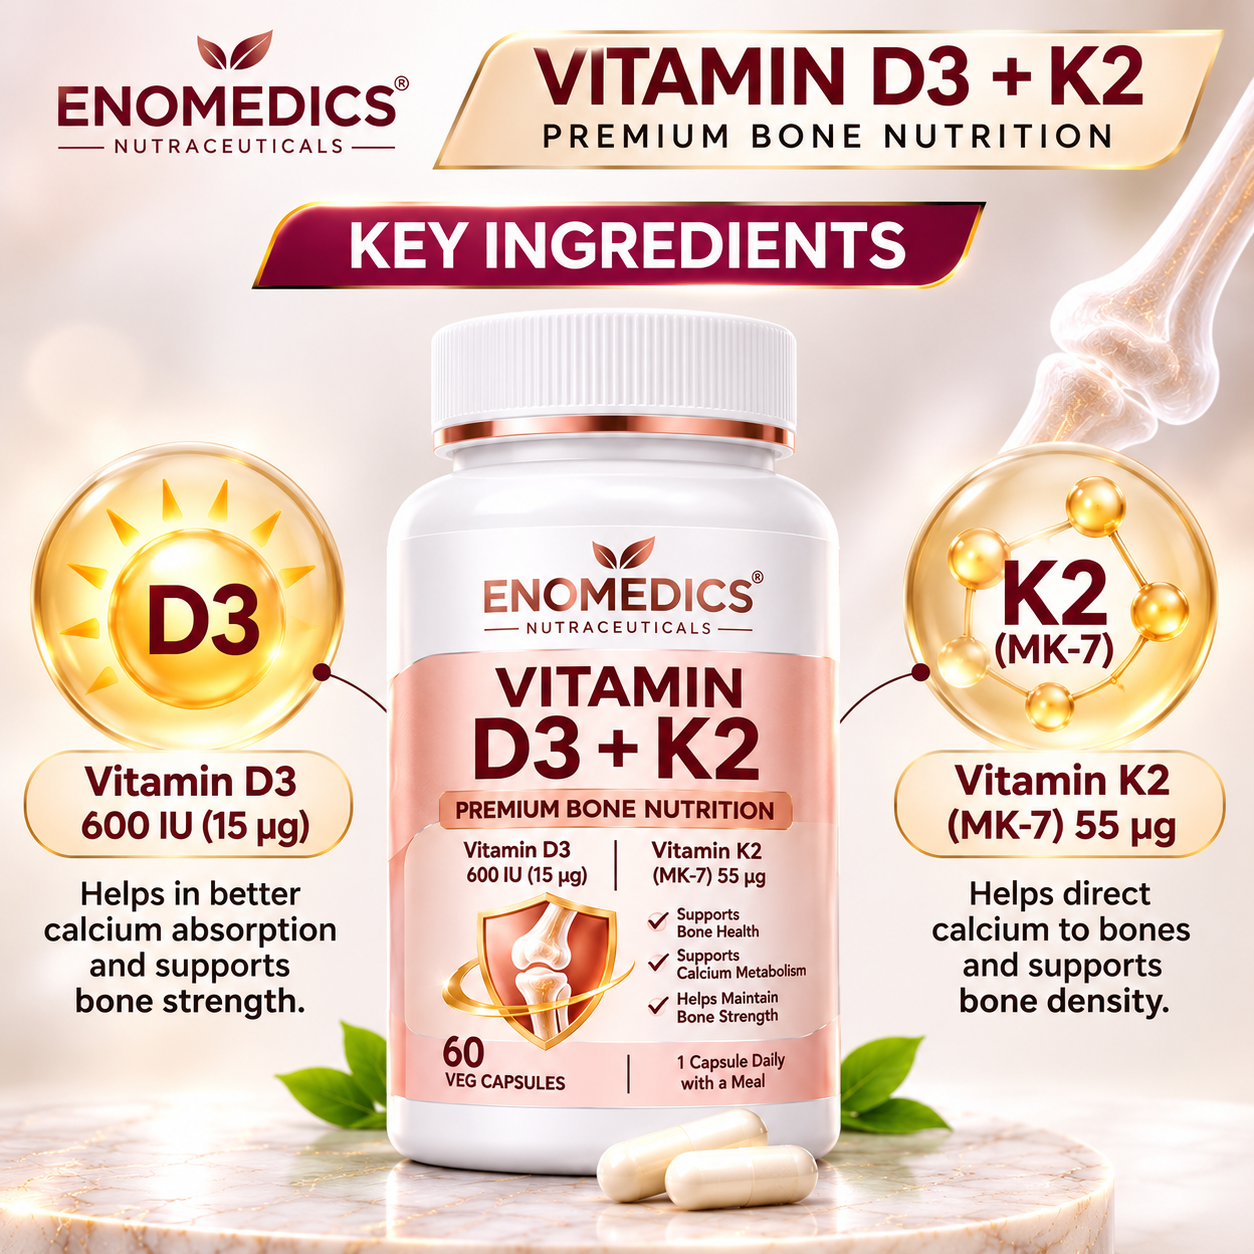 ENOMEDICS®
NUTRACEUTICALS
VITAMIN D3 + K2
PREMIUM BONE NUTRITION
KEY INGREDIENTS
D3
Vitamin D3
600 IU (15 µg)
Helps in better
calcium absorption
and supports
bone strength.
ENOMEDICS®
NUTRACEUTICALS
VITAMIN
D3 + K2
PREMIUM BONE NUTRITION
Vitamin D3
600 IU (15 µg)
Vitamin K2
(MK-7) 55 µg
Supports
Bone Health
Supports
Calcium Metabolism
Helps Maintain
Bone Strength
60
VEG CAPSULES
1 Capsule Daily
with a Meal
K2
(MK-7)
Vitamin K2
(MK-7) 55 µg
Helps direct
calcium to bones
and supports
bone density.